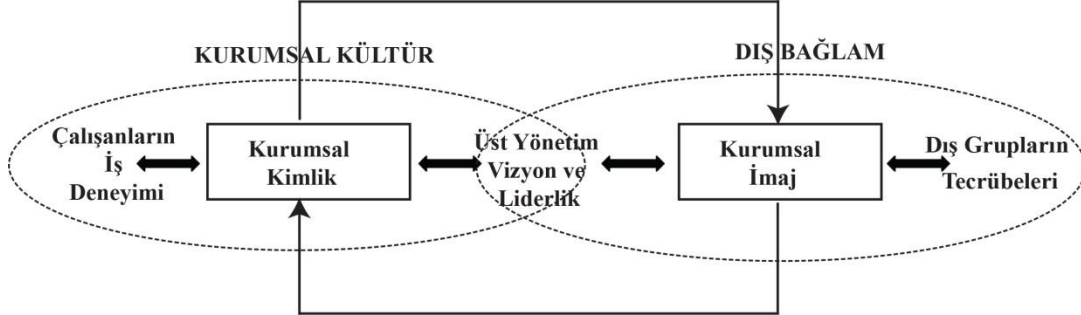 KURUMSAL KÜLTÜR
DIŞ BAĞLAM
Çalışanların
İş
Deneyimi
Kurumsal
Kimlik
Üst Yönetim
Vizyon ve
Liderlik
Kurumsal
İmaj
Dış Grupların
Tecrübeleri